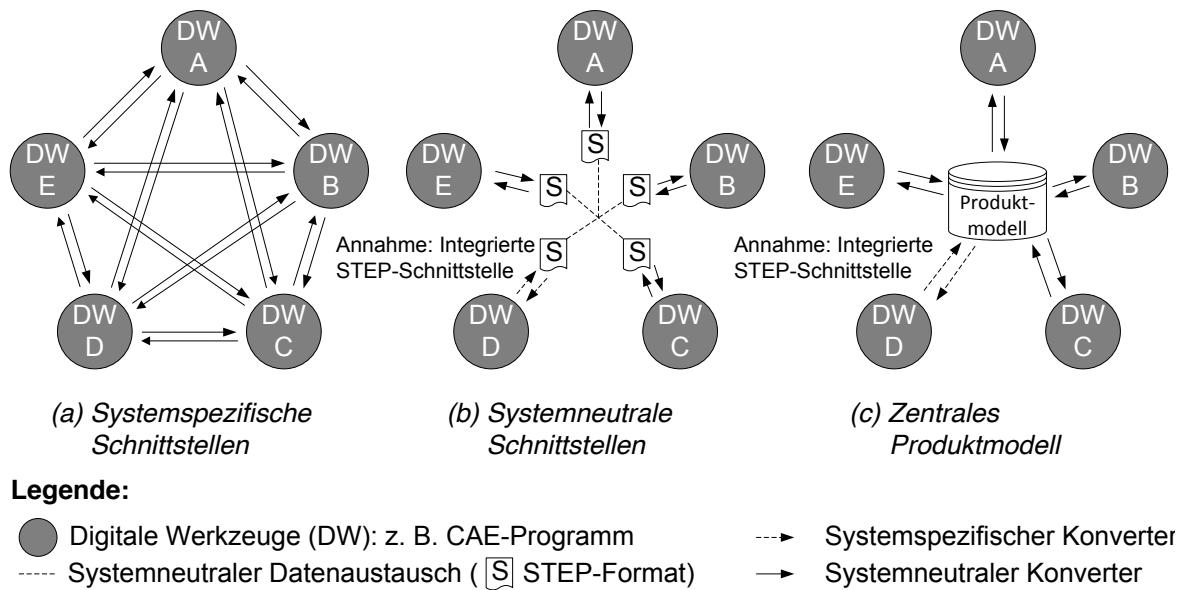 DW
A
DW
E
DW
B
DW
D
DW
C
(a) Systemspezifische
Schnittstellen
DW
A
S
DW
E
S
S
DW
B
Annahme: Integrierte
STEP-Schnittstelle
S
S
DW
D
DW
C
(b) Systemneutrale
Schnittstellen
DW
A
DW
E
Produkt-
modell
DW
B
Annahme: Integrierte
STEP-Schnittstelle
DW
D
DW
C
(c) Zentrales
Produktmodell
Legende:
Digitale Werkzeuge (DW): z. B. CAE-Programm
Systemspezifischer Konverter
Systemneutraler Datenaustausch ( S STEP-Format)
Systemneutraler Konverter